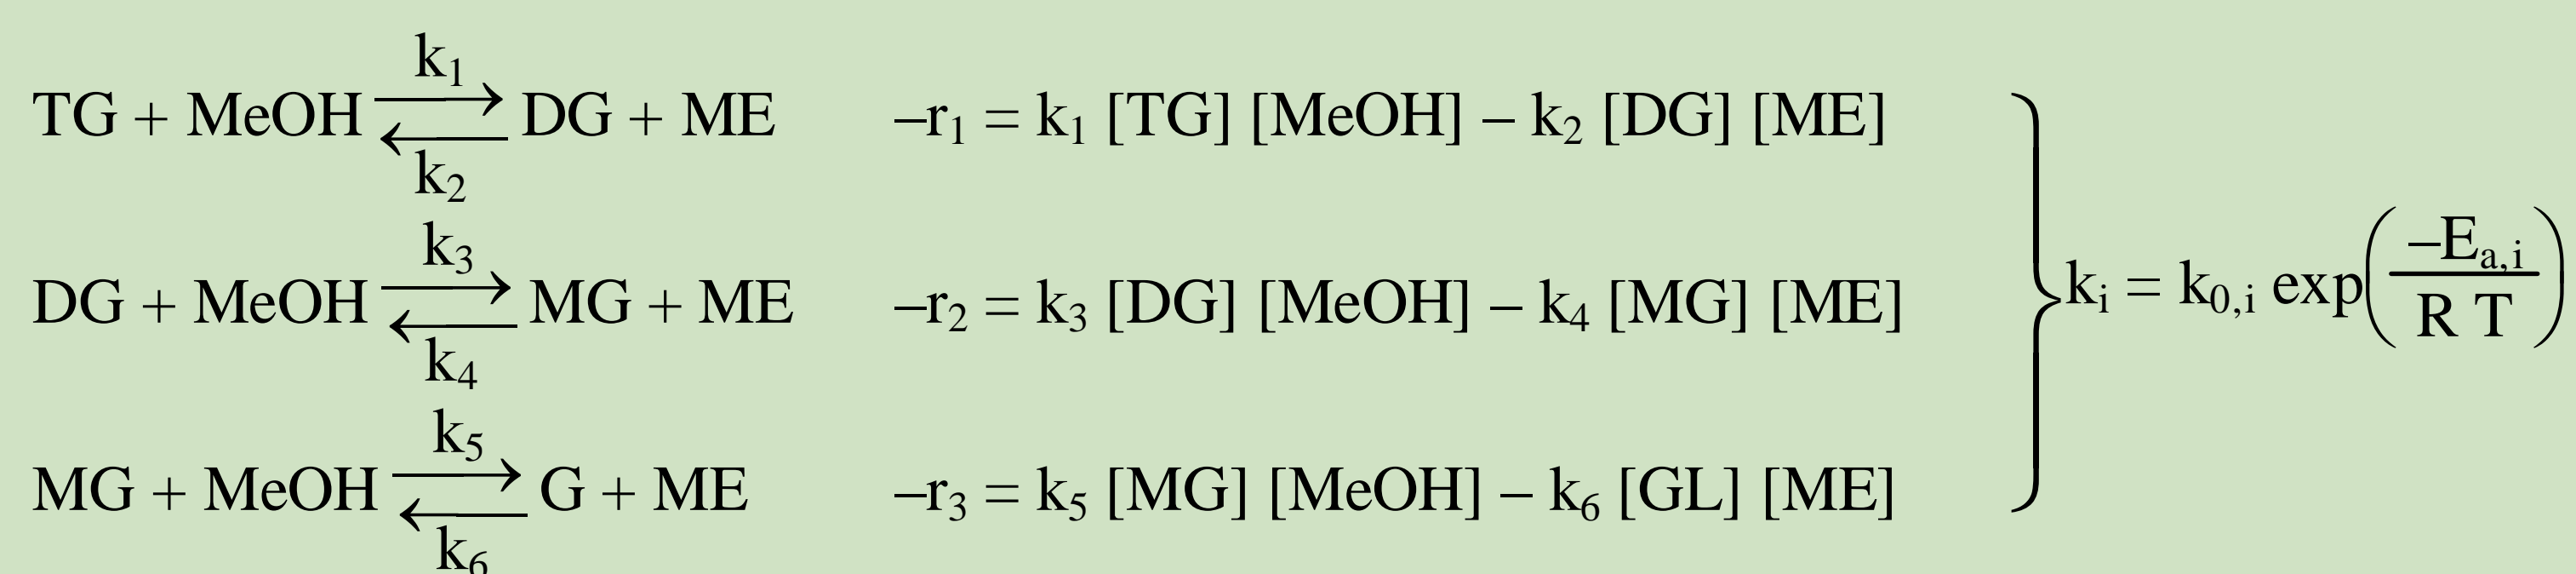 k₁
TG + MeOH ⇄ DG + ME –r₁ = k₁ [TG] [MeOH] – k₂ [DG] [ME]
k₂
k₃
DG + MeOH ⇄ MG + ME –r₂ = k₃ [DG] [MeOH] – k₄ [MG] [ME]
k₄
kᵢ = k₀,ᵢ exp(–Eₐ,ᵢ / R T)
k₅
MG + MeOH ⇄ G + ME –r₃ = k₅ [MG] [MeOH] – k₆ [GL] [ME]
k₆